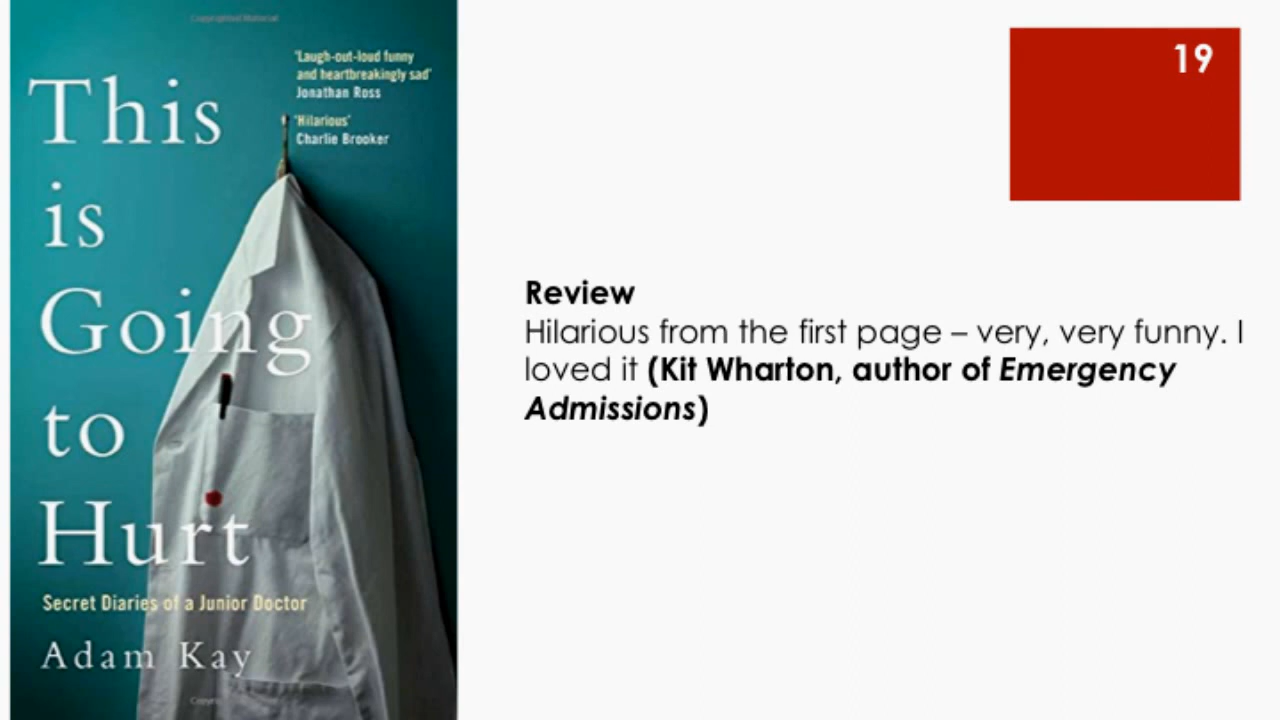 Copyrighted Material
'Laugh-out-loud funny
and heartbreakingly sad'
Jonathan Ross
'Hilarious'
Charlie Brooker
This
is
Going
to
Hurt
Secret Diaries of a Junior Doctor
Adam Kay
19
Review
Hilarious from the first page – very, very funny. I
loved it (Kit Wharton, author of Emergency
Admissions)